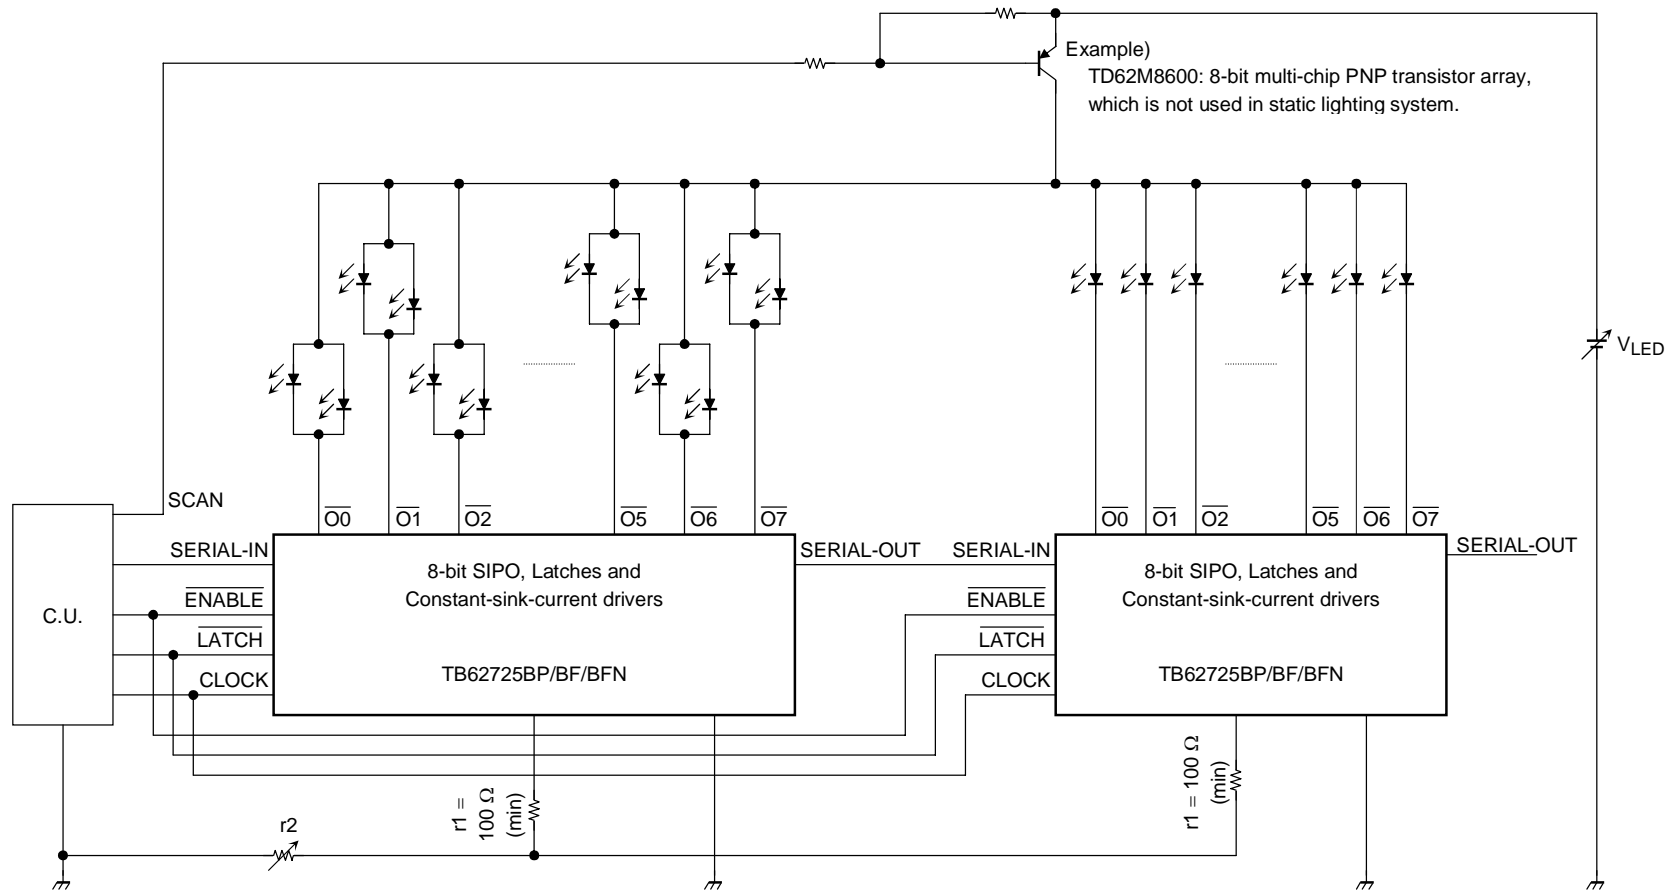 Example)
TD62M8600: 8-bit multi-chip PNP transistor array,
which is not used in static lighting system.
VLED
SCAN
O0 O1 O2 O5 O6 O7
O0 O1 O2 O5 O6 O7
SERIAL-IN
SERIAL-OUT
SERIAL-IN
SERIAL-OUT
C.U.
ENABLE
LATCH
CLOCK
8-bit SIPO, Latches and
Constant-sink-current drivers
TB62725BP/BF/BFN
ENABLE
LATCH
CLOCK
8-bit SIPO, Latches and
Constant-sink-current drivers
TB62725BP/BF/BFN
r1 =
100 Ω
(min)
r1 = 100 Ω
(min)
r2